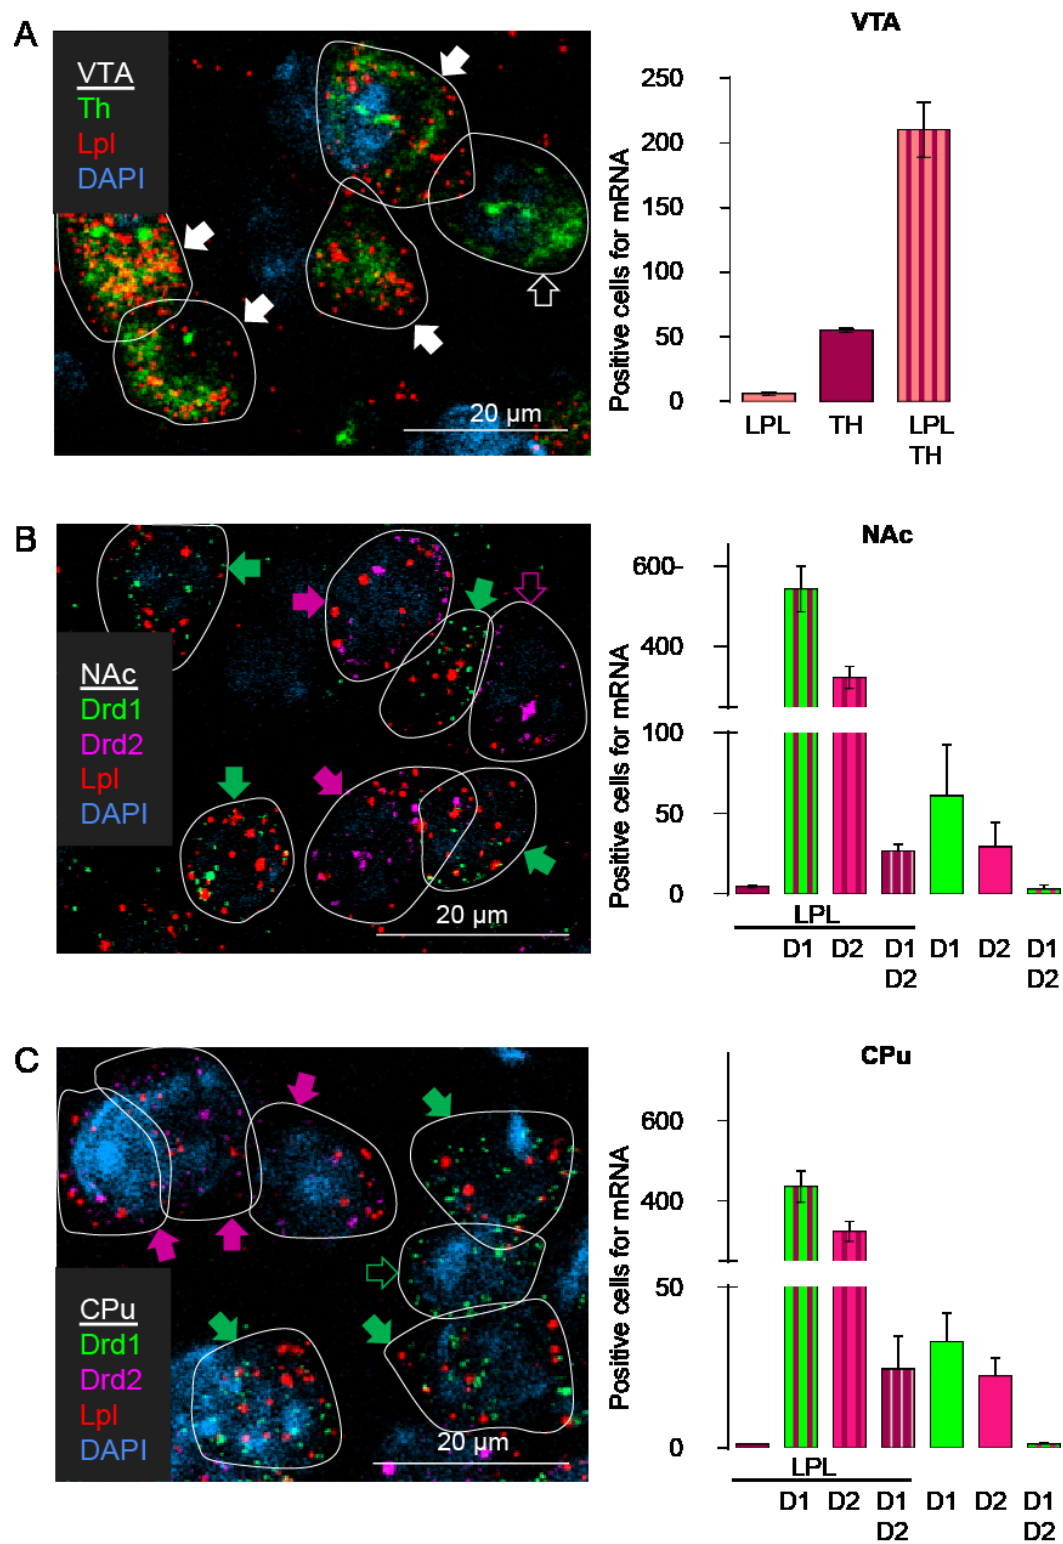 A
VTA
Th
Lpl
DAPI
20 µm
VTA
Positive cells for mRNA
250
200
150
100
50
0
LPL TH LPL
TH
B
NAc
Drd1
Drd2
Lpl
DAPI
20 µm
NAc
Positive cells for mRNA
600
400
100
50
0
LPL
D1 D2 D1 D1 D2 D1
D2 D2
C
CPu
Drd1
Drd2
Lpl
DAPI
20 µm
CPu
Positive cells for mRNA
600
400
50
0
LPL
D1 D2 D1 D1 D2 D1
D2 D2